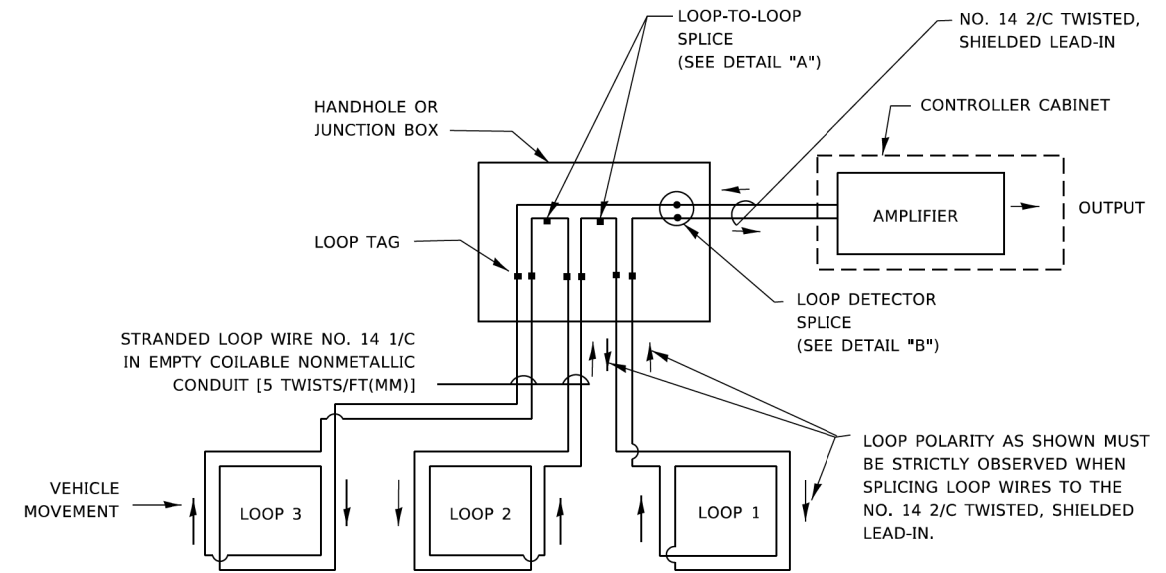 LOOP-TO-LOOP
SPLICE
(SEE DETAIL "A")
NO. 14 2/C TWISTED,
SHIELDED LEAD-IN
HANDHOLE OR
JUNCTION BOX
CONTROLLER CABINET
AMPLIFIER
OUTPUT
LOOP TAG
LOOP DETECTOR
SPLICE
(SEE DETAIL "B")
STRANDED LOOP WIRE NO. 14 1/C
IN EMPTY COILABLE NONMETALLIC
CONDUIT [5 TWISTS/FT(MM)]
LOOP POLARITY AS SHOWN MUST
BE STRICTLY OBSERVED WHEN
SPLICING LOOP WIRES TO THE
NO. 14 2/C TWISTED, SHIELDED
LEAD-IN.
VEHICLE
MOVEMENT
LOOP 3
LOOP 2
LOOP 1